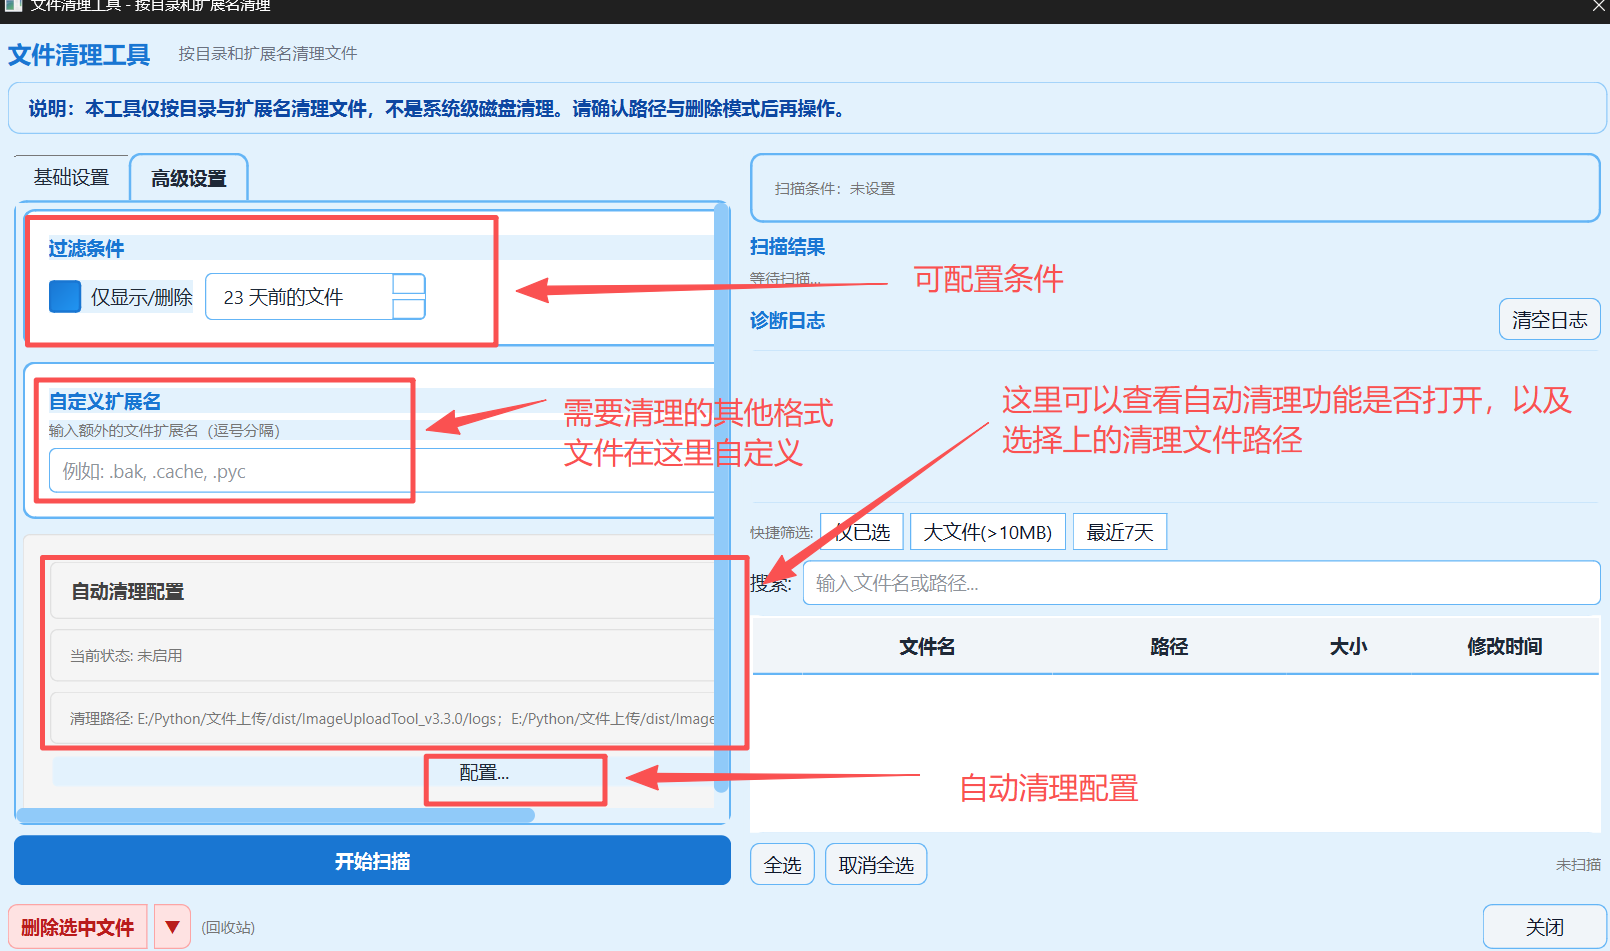 文件清理工具 - 按目录和扩展名清理
文件清理工具 按目录和扩展名清理文件
说明：本工具仅按目录与扩展名清理文件，不是系统级磁盘清理。请确认路径与删除模式后再操作。
基础设置 高级设置
过滤条件
仅显示/删除 23 天前的文件
可配置条件
自定义扩展名
输入额外的文件扩展名（逗号分隔）
例如: .bak, .cache, .pyc
需要清理的其他格式
文件在这里自定义
自动清理配置
当前状态: 未启用
清理路径: E:/Python/文件上传/dist/ImageUploadTool_v3.3.0/logs；E:/Python/文件上传/dist/Image
配置...
自动清理配置
开始扫描
删除选中文件 ▼ (回收站)
扫描条件：未设置
扫描结果
等待扫描...
诊断日志 清空日志
这里可以查看自动清理功能是否打开，以及
选择上的清理文件路径
快捷筛选: 仅已选 大文件(>10MB) 最近7天
搜索: 输入文件名或路径...
文件名 路径 大小 修改时间
全选 取消全选 未扫描
关闭